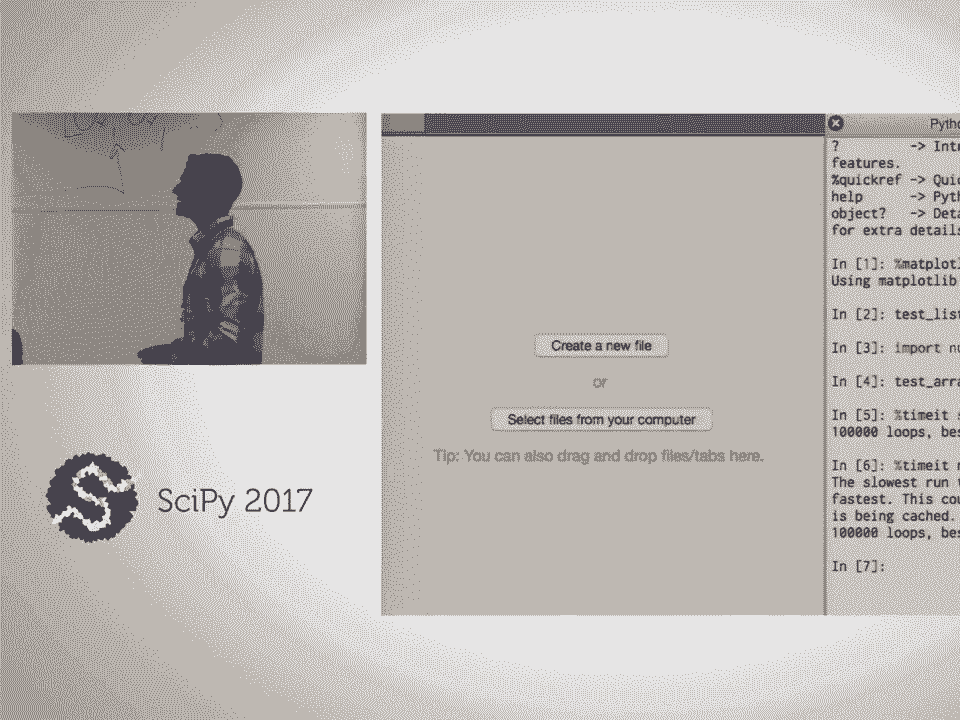 SciPy 2017
Create a new file
or
Select files from your computer
Tip: You can also drag and drop files/tabs here.
?         -> Int
features.
%quickref -> Quic
help      -> Pyth
object?   -> Deta
for extra details
In [1]: %matplotl
Using matplotlib
In [2]: test_list
In [3]: import nu
In [4]: test_arra
In [5]: %timeit s
100000 loops, bes
In [6]: %timeit
The slowest run
fastest. This cou
is being cached.
100000 loops, bes
In [7]: